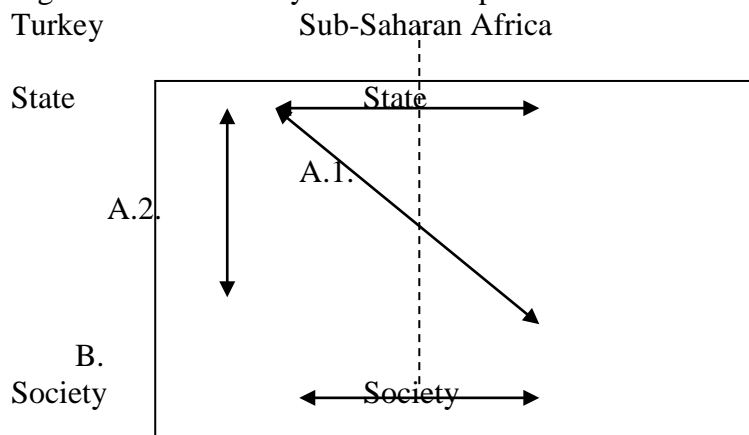 Turkey Sub-Saharan Africa
State State
A.1.
A.2.
B.
Society Society